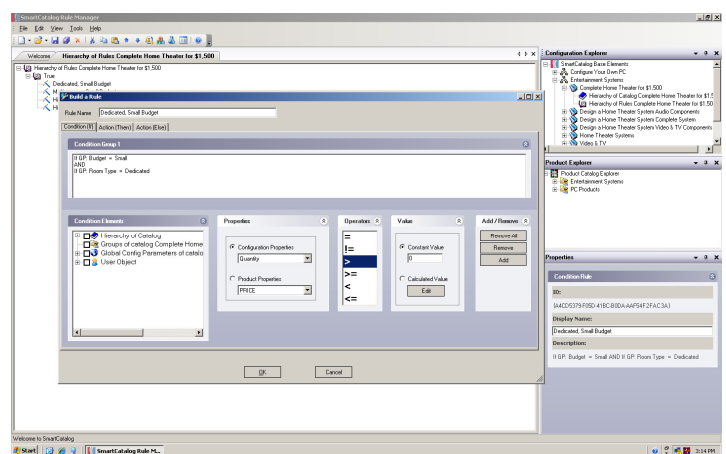 SmartCatalog Rule Manager
File Edit View Tools Help
Welcome Hierarchy of Rules Complete Home Theater for $1,500
Hierarchy of Rules Complete Home Theater for $1,500
True
Dedicated, Small Budget
Build a Rule
Rule Name Dedicated, Small Budget
Condition (If) Action (Then) Action (Else)
Condition Group 1
If GP: Budget = Small
AND
If GP: Room Type = Dedicated
Condition Elements
Hierarchy of Catalog
Groups of catalog Complete Home
Global Config Parameters of catalo
User Object
Properties
Configuration Properties
Quantity
Product Properties
PRICE
Operators
=
!=
>
>=
<
<=
Value
Constant Value
0
Calculated Value
Edit
Add / Remove
Remove All
Remove
Add
OK Cancel
Configuration Explorer
SmartCatalog Base Elements
Configure Your Own PC
Entertainment Systems
Complete Home Theater for $1,500
Hierarchy of Catalog Complete Home Theater for $1,5
Hierarchy of Rules Complete Home Theater for $1,50
Design a Home Theater System Audio Components
Design a Home Theater System Complete System
Design a Home Theater System Video & TV Components
Home Theater Systems
Video & TV
Product Explorer
Product Catalog Explorer
Entertainment Systems
PC Products
Properties
Condition Rule
ID:
Display Name:
Dedicated, Small Budget
Description:
If GP: Budget = Small AND If GP: Room Type = Dedicated
Welcome to SmartCatalog
Start SmartCatalog Rule M... 3:14 PM